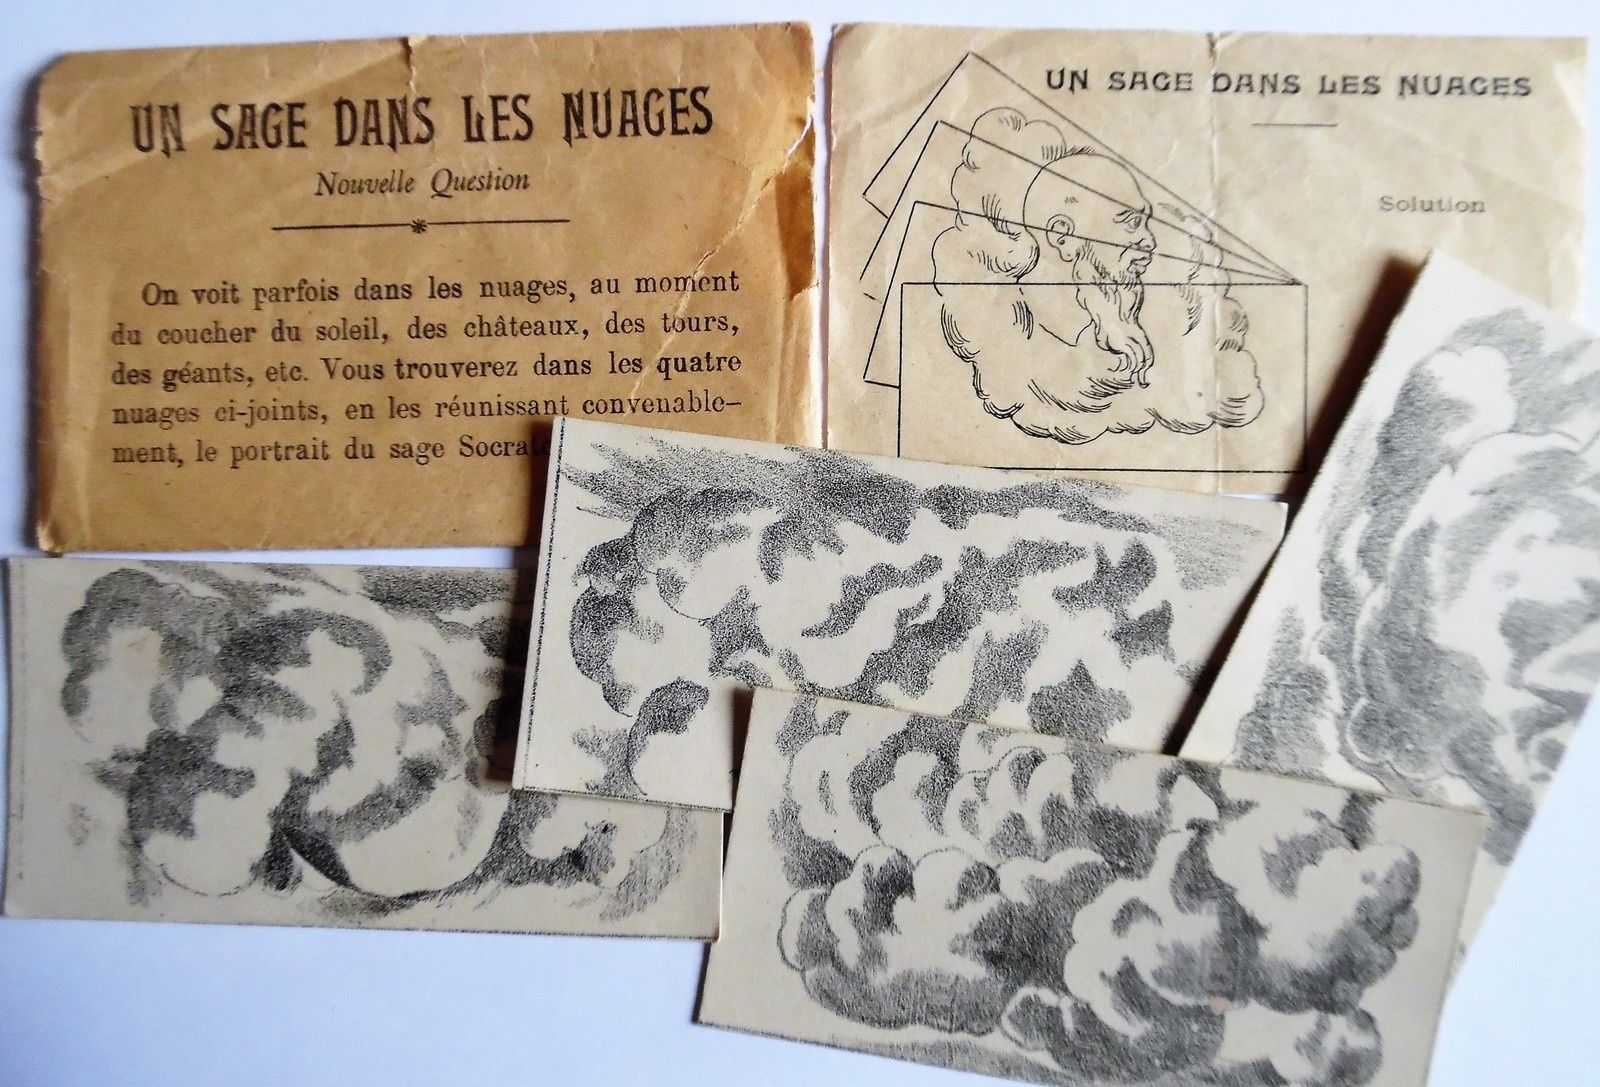 UN SAGE DANS LES NUAGES
Nouvelle Question
On voit parfois dans les nuages, au moment
du coucher du soleil, des châteaux, des tours,
des géants, etc. Vous trouverez dans les quatre
nuages ci-joints, en les réunissant convenable-
ment, le portrait du sage
UN SAGE DANS LES NUAGES
Solution